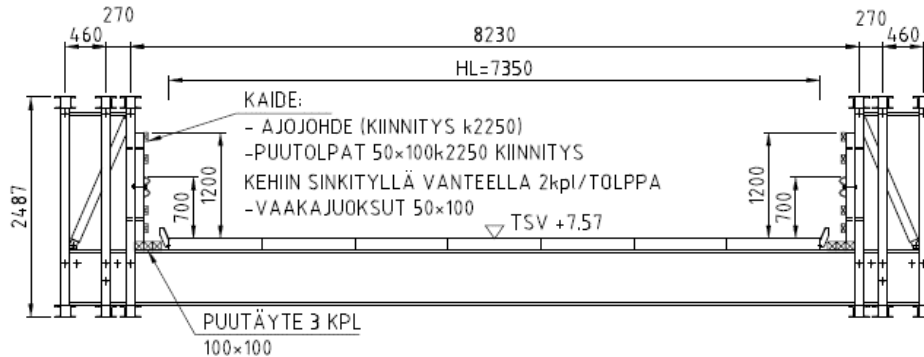 270
460
8230
270
460
HL=7350
KAIDE:
- AJOJOHDE (KIINNITYS k2250)
-PUUTOLPAT 50×100k2250 KIINNITYS
KEHIIN SINKITYLLÄ VANTEELLA 2kpl/TOLPPA
-VAAKAJUOKSUT 50×100
2487
1200
700
1200
700
TSV +7.57
PUUTÄYTE 3 KPL
100×100